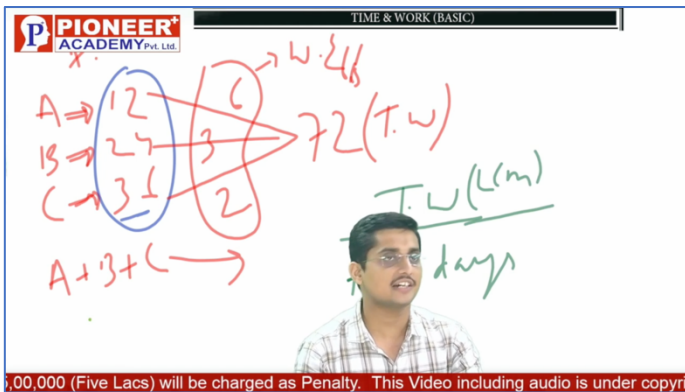 PIONEER+
ACADEMY Pvt. Ltd.
TIME & WORK (BASIC)
W.Eff
A → 12 6
B → 24 3 72 (T.W)
C → 36 2
T.W (LCM)
days
A + B + C →
,00,000 (Five Lacs) will be charged as Penalty. This Video including audio is under copyri